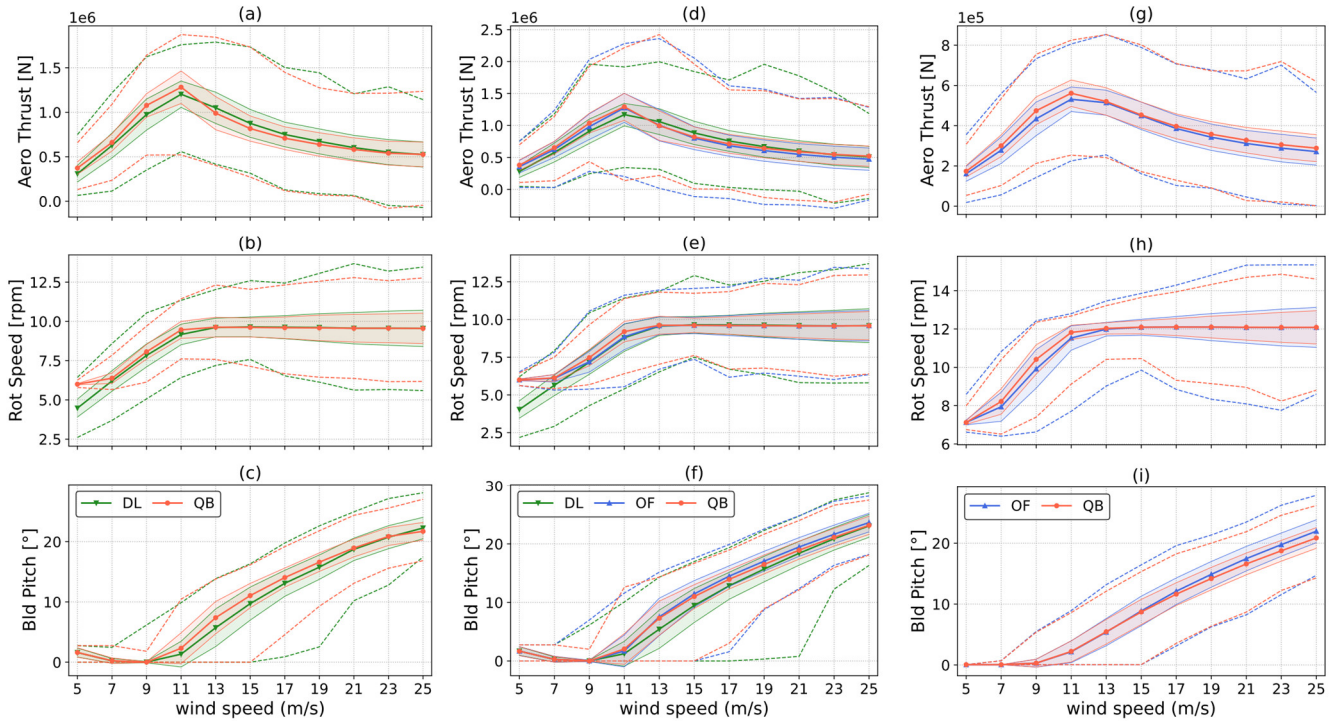 (a)
1e6
Aero Thrust [N]
1.5
1.0
0.5
0.0
(d)
1e6
Aero Thrust [N]
2.5
2.0
1.5
1.0
0.5
0.0
(g)
1e5
Aero Thrust [N]
8
6
4
2
0
(b)
Rot Speed [rpm]
12.5
10.0
7.5
5.0
2.5
(e)
Rot Speed [rpm]
12.5
10.0
7.5
5.0
2.5
(h)
Rot Speed [rpm]
14
12
10
8
6
(c)
DL QB
Bld Pitch [°]
20
10
0
5 7 9 11 13 15 17 19 21 23 25
wind speed (m/s)
(f)
DL OF QB
Bld Pitch [°]
30
20
10
0
5 7 9 11 13 15 17 19 21 23 25
wind speed (m/s)
(i)
OF QB
Bld Pitch [°]
20
10
0
5 7 9 11 13 15 17 19 21 23 25
wind speed (m/s)